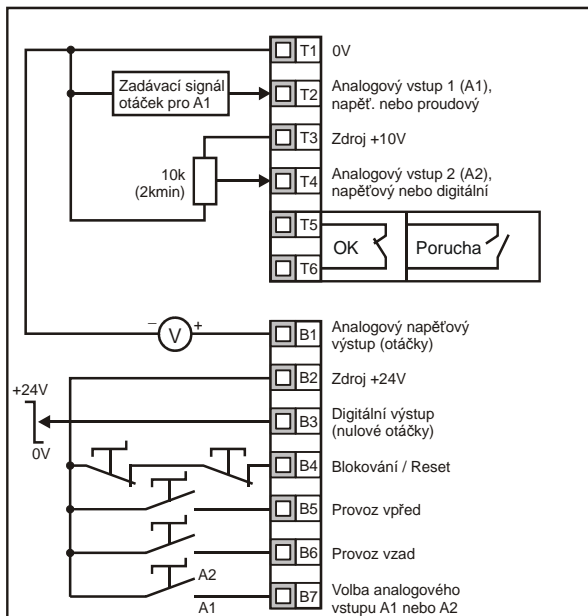 T1 0V
Zadávací signál
otáček pro A1
T2 Analogový vstup 1 (A1),
napěť. nebo proudový
T3 Zdroj +10V
10k
(2kmin)
T4 Analogový vstup 2 (A2),
napěťový nebo digitální
T5
OK Porucha
T6
− V + B1 Analogový napěťový
výstup (otáčky)
B2 Zdroj +24V
+24V
0V
B3 Digitální výstup
(nulové otáčky)
B4 Blokování / Reset
B5 Provoz vpřed
B6 Provoz vzad
A2
A1
B7 Volba analogového
vstupu A1 nebo A2